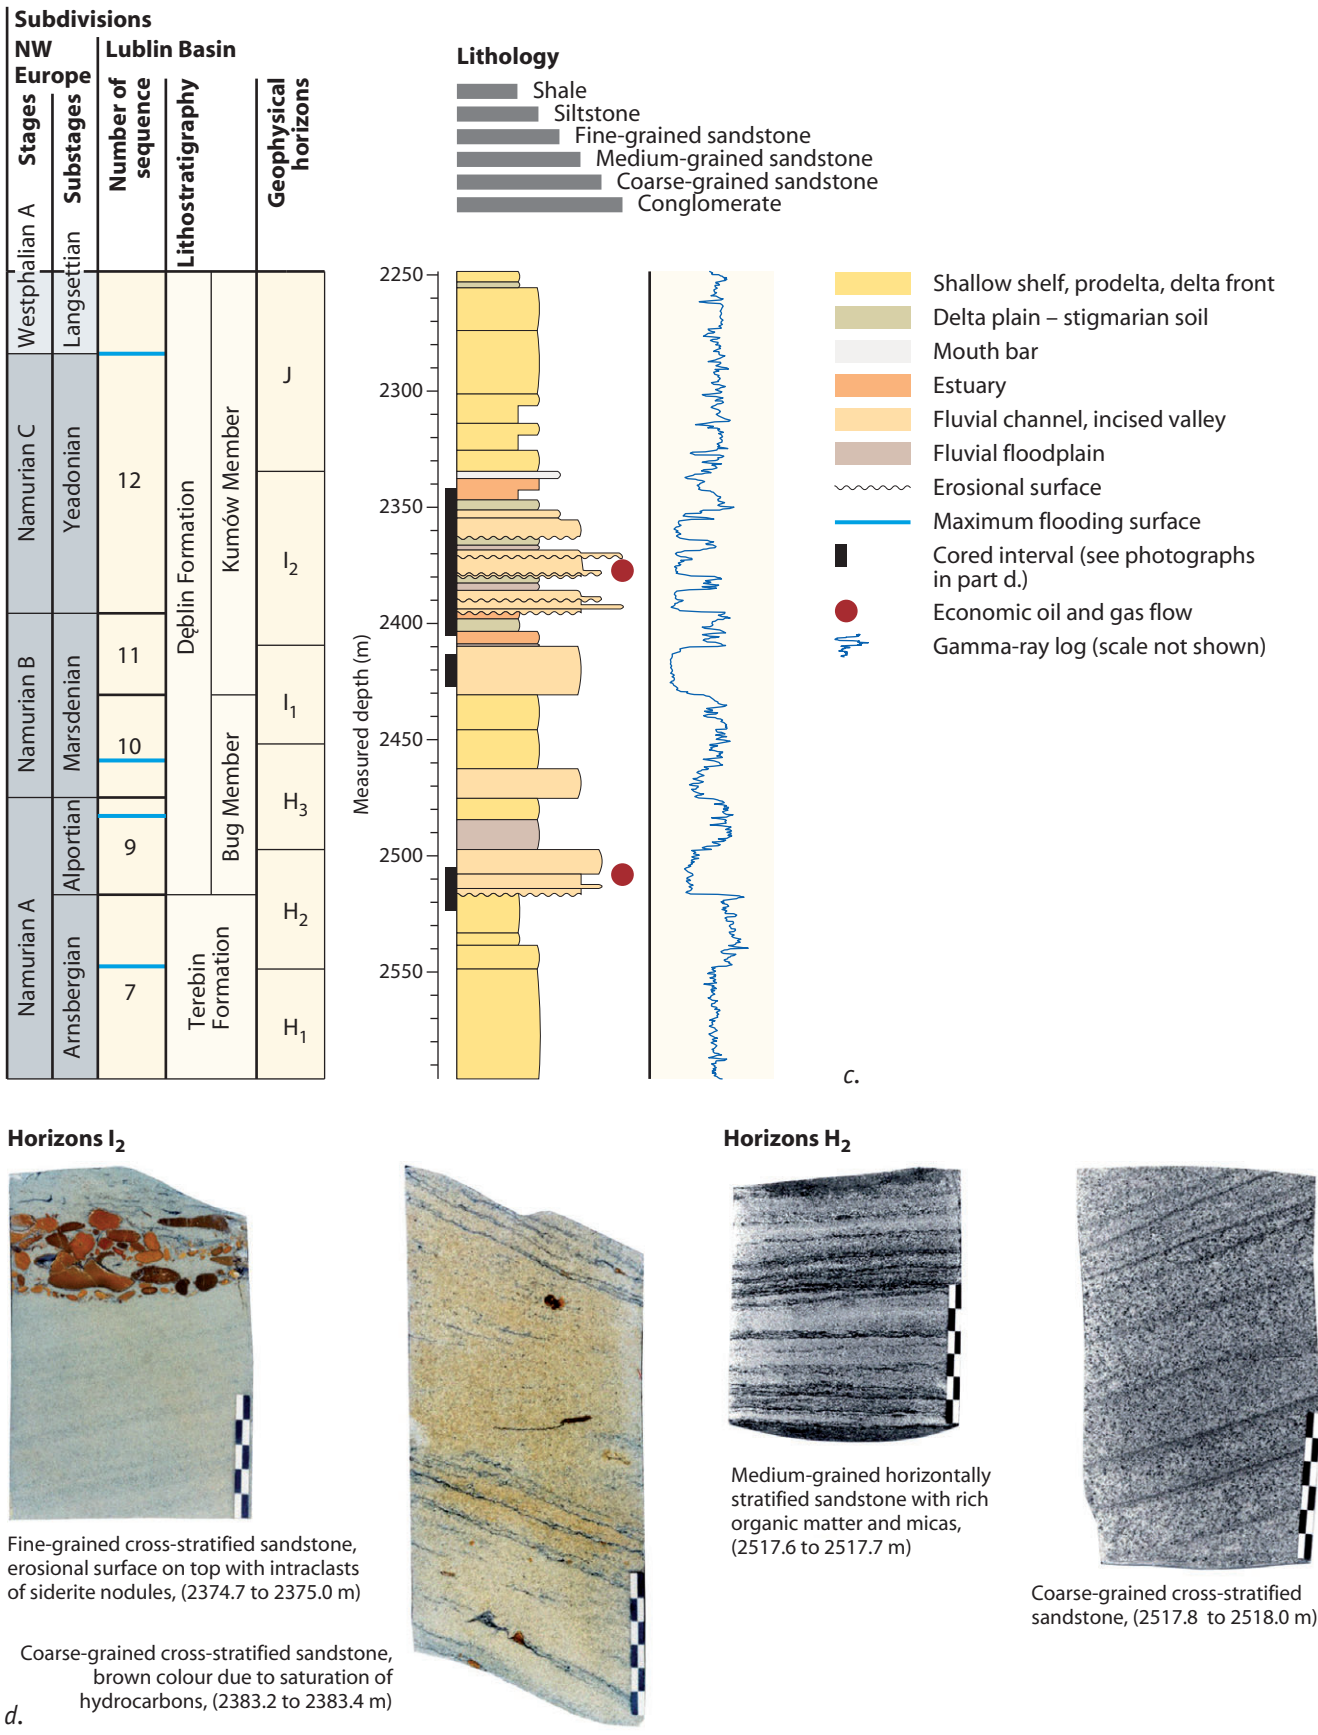 Subdivisions
NW Europe
Lublin Basin
Stages
Substages
Number of sequence
Lithostratigraphy
Geophysical horizons
Westphalian A
Namurian C
Namurian B
Namurian A
Langsettian
Yeadonian
Marsdenian
Alportian
Arnsbergian
12
11
10
9
7
Dęblin Formation
Terebin Formation
Kumów Member
Bug Member
J
I2
I1
H3
H2
H1
Lithology
Shale
Siltstone
Fine-grained sandstone
Medium-grained sandstone
Coarse-grained sandstone
Conglomerate
Measured depth (m)
2250
2300
2350
2400
2450
2500
2550
Shallow shelf, prodelta, delta front
Delta plain – stigmarian soil
Mouth bar
Estuary
Fluvial channel, incised valley
Fluvial floodplain
Erosional surface
Maximum flooding surface
Cored interval (see photographs
in part d.)
Economic oil and gas flow
Gamma-ray log (scale not shown)
c.
Horizons I2
Fine-grained cross-stratified sandstone,
erosional surface on top with intraclasts
of siderite nodules, (2374.7 to 2375.0 m)
Coarse-grained cross-stratified sandstone,
brown colour due to saturation of
hydrocarbons, (2383.2 to 2383.4 m)
Horizons H2
Medium-grained horizontally
stratified sandstone with rich
organic matter and micas,
(2517.6 to 2517.7 m)
Coarse-grained cross-stratified
sandstone, (2517.8 to 2518.0 m)
d.